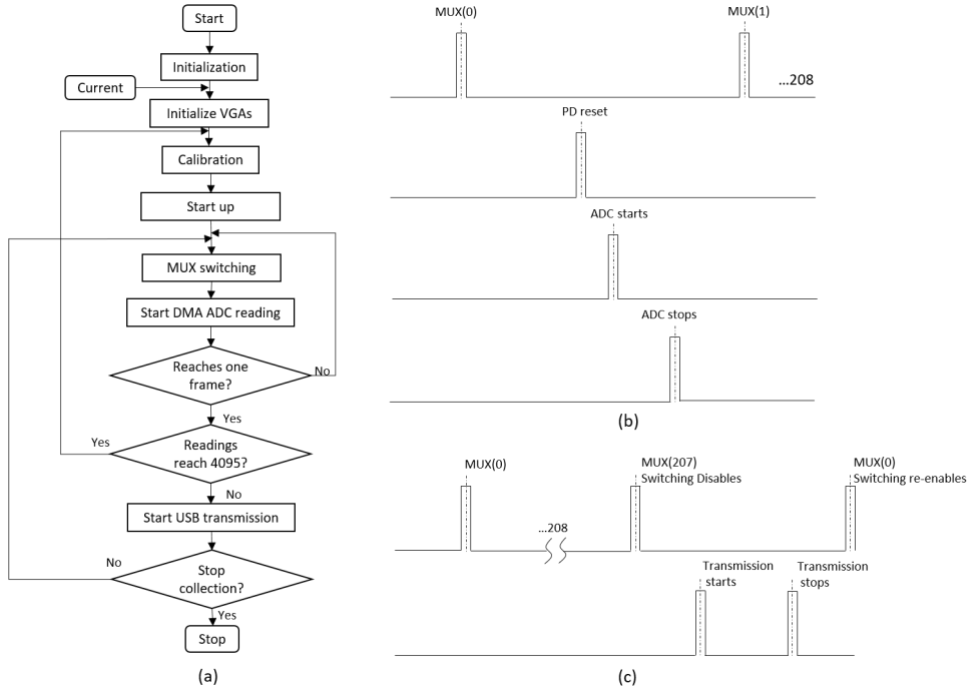 Start
Initialization
Current
Initialize VGAs
Calibration
Start up
MUX switching
Start DMA ADC reading
Reaches one
frame?
No
Yes
Yes
Readings
reach 4095?
No
Start USB transmission
No
Stop
collection?
Yes
Stop
(a)
MUX(0)
MUX(1)
...208
PD reset
ADC starts
ADC stops
(b)
MUX(0)
MUX(207)
Switching Disables
MUX(0)
Switching re-enables
...208
Transmission
starts
Transmission
stops
(c)